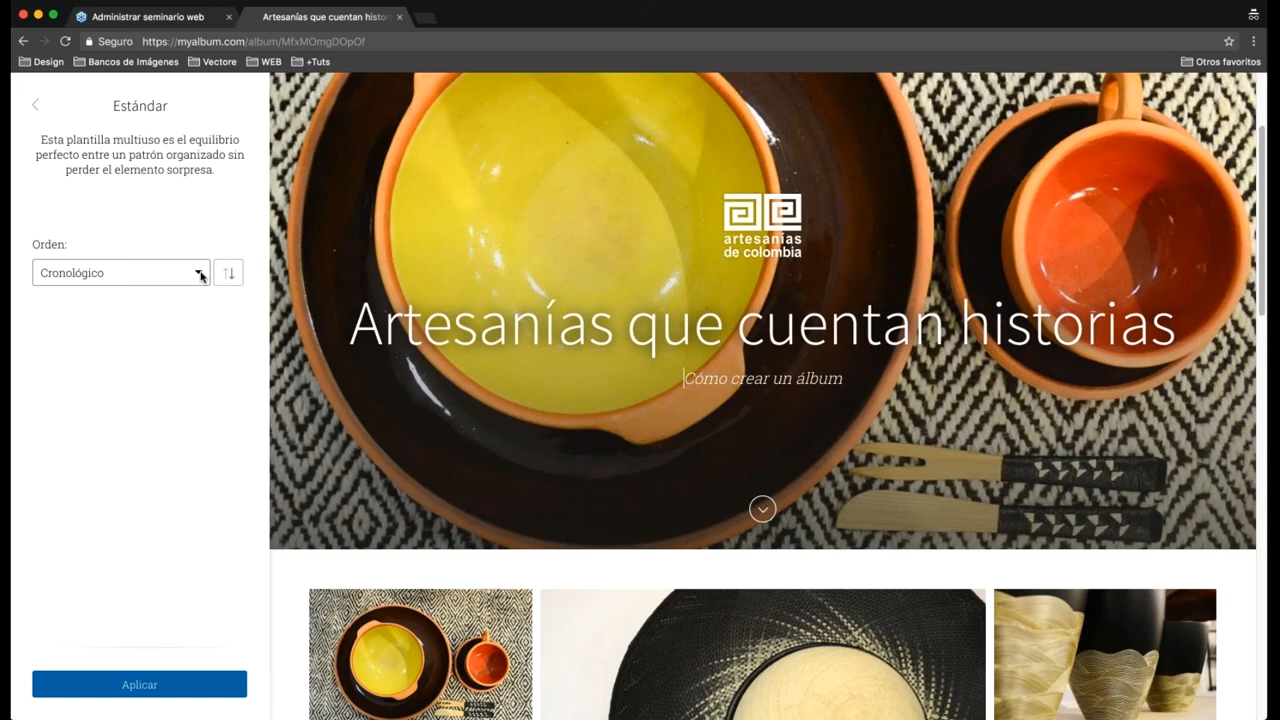 Administrar seminario web
Artesanías que cuentan histor
Seguro
https://myalbum.com/album/MfxMOmgDOpOf
Design
Bancos de Imágenes
Vectore
WEB
+Tuts
Otros favoritos
Estándar
Esta plantilla multiuso es el equilibrio
perfecto entre un patrón organizado sin
perder el elemento sorpresa.
Orden:
Cronológico
Aplicar
artesanías
de colombia
Artesanías que cuentan historias
Cómo crear un álbum